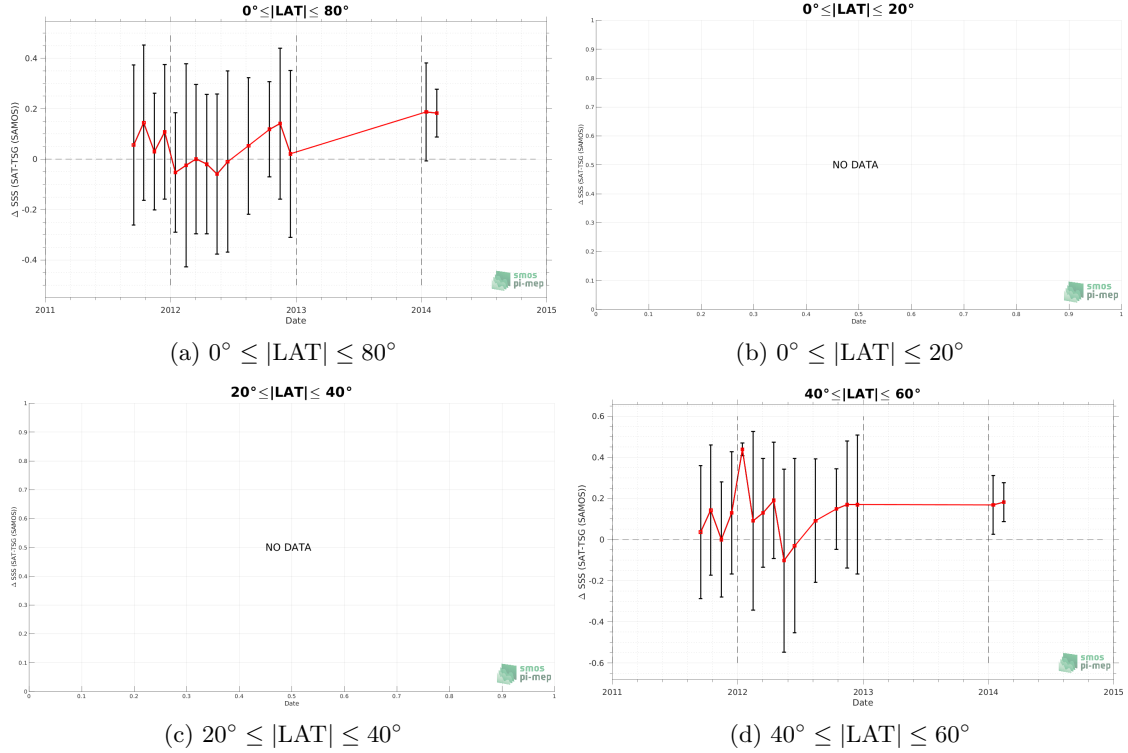 0°≤|LAT|≤ 80°
Δ SSS (SAT-TSG (SAMOS))
0.4
0.2
0
-0.2
-0.4
2011 2012 2013 2014 2015
Date
smos
pi-mep
(a) 0° ≤ |LAT| ≤ 80°
0°≤|LAT|≤ 20°
Δ SSS (SAT-TSG (SAMOS))
1
0.9
0.8
0.7
0.6
0.5
0.4
0.3
0.2
0.1
0
NO DATA
0 0.1 0.2 0.3 0.4 0.5 0.6 0.7 0.8 0.9 1
Date
smos
pi-mep
(b) 0° ≤ |LAT| ≤ 20°
20°≤|LAT|≤ 40°
Δ SSS (SAT-TSG (SAMOS))
1
0.9
0.8
0.7
0.6
0.5
0.4
0.3
0.2
0.1
0
NO DATA
0 0.1 0.2 0.3 0.4 0.5 0.6 0.7 0.8 0.9 1
Date
smos
pi-mep
(c) 20° ≤ |LAT| ≤ 40°
40°≤|LAT|≤ 60°
Δ SSS (SAT-TSG (SAMOS))
0.6
0.4
0.2
0
-0.2
-0.4
-0.6
2011 2012 2013 2014 2015
Date
smos
pi-mep
(d) 40° ≤ |LAT| ≤ 60°